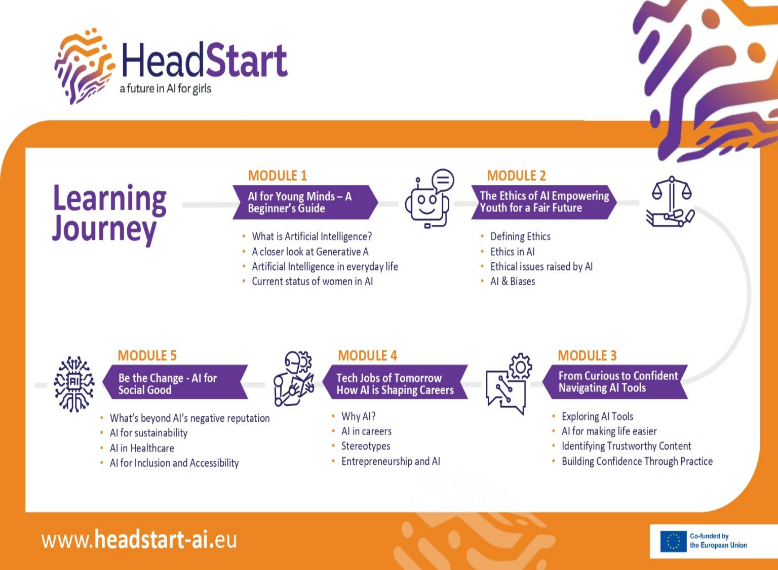 HeadStart
a future in AI for girls
Learning
Journey
MODULE 1
AI for Young Minds – A
Beginner's Guide
• What is Artificial Intelligence?
• A closer look at Generative A
• Artificial Intelligence in everyday life
• Current status of women in AI
MODULE 2
The Ethics of AI Empowering
Youth for a Fair Future
• Defining Ethics
• Ethics in AI
• Ethical issues raised by AI
• AI & Biases
MODULE 3
From Curious to Confident
Navigating AI Tools
• Exploring AI Tools
• AI for making life easier
• Identifying Trustworthy Content
• Building Confidence Through Practice
MODULE 4
Tech Jobs of Tomorrow
How AI is Shaping Careers
• Why AI?
• AI in careers
• Stereotypes
• Entrepreneurship and AI
MODULE 5
Be the Change - AI for
Social Good
• What's beyond AI's negative reputation
• AI for sustainability
• AI in Healthcare
• AI for Inclusion and Accessibility
AI
www.headstart-ai.eu
Co-funded by
the European Union